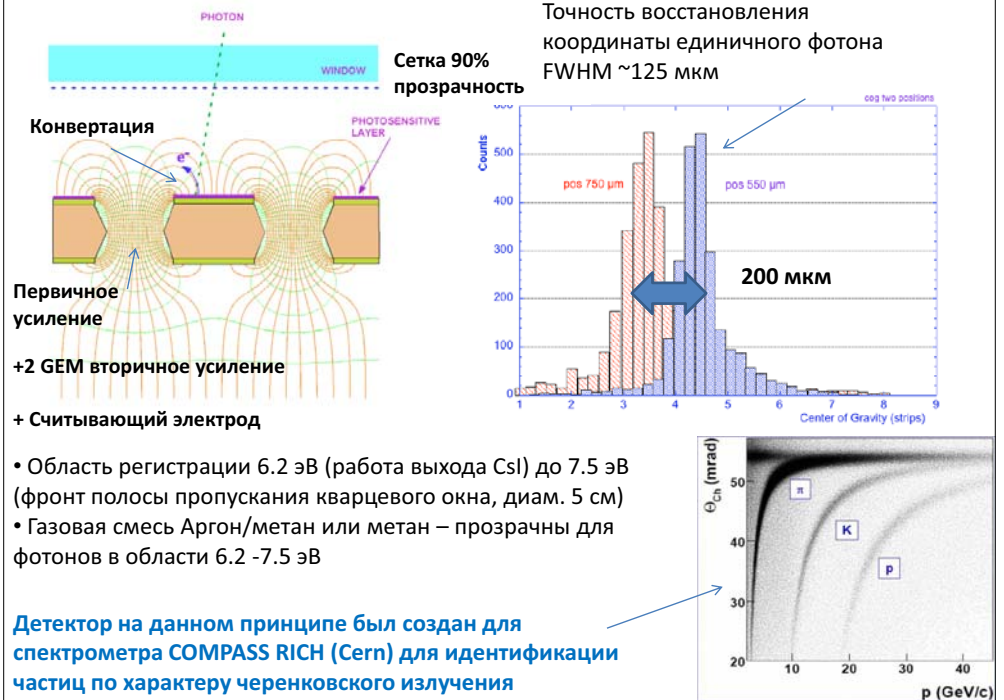 PHOTON
WINDOW
Сетка 90%
прозрачность
Конвертация
PHOTOSENSITIVE
LAYER
e-
Первичное
усиление
+2 GEM вторичное усиление
+ Считывающий электрод
Точность восстановления
координаты единичного фотона
FWHM ~125 мкм
cog two positions
Counts
500
400
300
200
100
0
pos 750 µm
pos 550 µm
200 мкм
1 2 3 4 5 6 7 8 9
Center of Gravity (strips)
• Область регистрации 6.2 эВ (работа выхода CsI) до 7.5 эВ
(фронт полосы пропускания кварцевого окна, диам. 5 см)
• Газовая смесь Аргон/метан или метан – прозрачны для
фотонов в области 6.2 -7.5 эВ
Детектор на данном принципе был создан для
спектрометра COMPASS RICH (Cern) для идентификации
частиц по характеру черенковского излучения
ΘCh (mrad)
50
40
30
20
π
K
p
10 20 30 40
p (GeV/c)